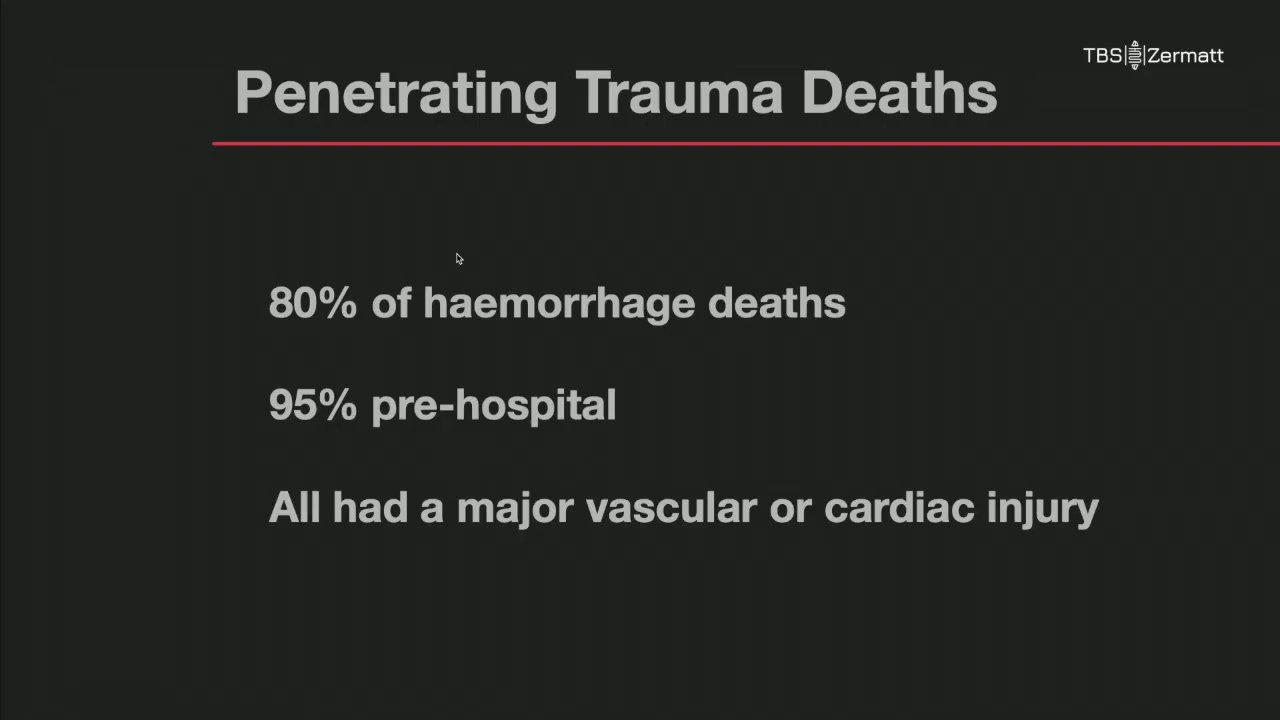 TBS Zermatt
Penetrating Trauma Deaths
80% of haemorrhage deaths
95% pre-hospital
All had a major vascular or cardiac injury